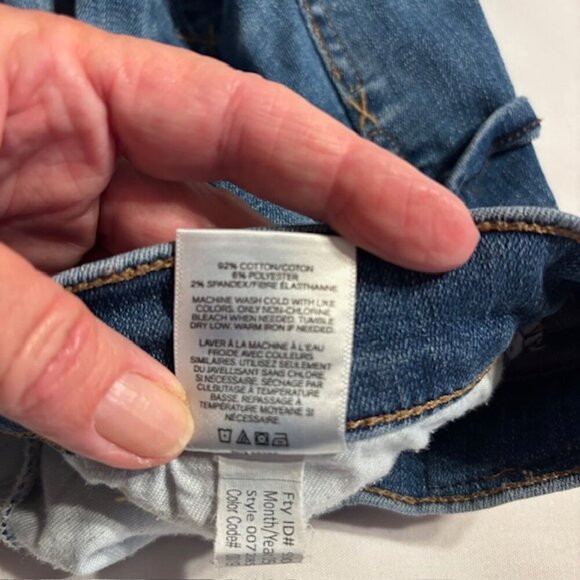 92% COTTON/COTON
6% POLYESTER
2% SPANDEX/FIBRE ÉLASTHANNE
MACHINE WASH COLD WITH LIKE
COLORS. ONLY NON-CHLORINE
BLEACH WHEN NEEDED. TUMBLE
DRY LOW. WARM IRON IF NEEDED.
LAVER À LA MACHINE À L'EAU
FROIDE AVEC COULEURS
SIMILAIRES. UTILISEZ SEULEMENT
DU JAVELLISANT SANS CHLORE
SI NÉCESSAIRE. SÉCHAGE PAR
CULBUTAGE À TEMPÉRATURE
BASSE. REPASSAGE À
TEMPÉRATURE MOYENNE SI
NÉCESSAIRE.
Fty ID#
Month/Year
Style
Color Code#